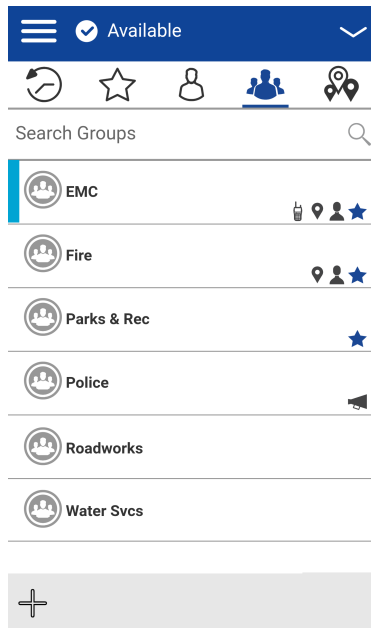 Available
Search Groups
EMC
Fire
Parks & Rec
Police
Roadworks
Water Svcs